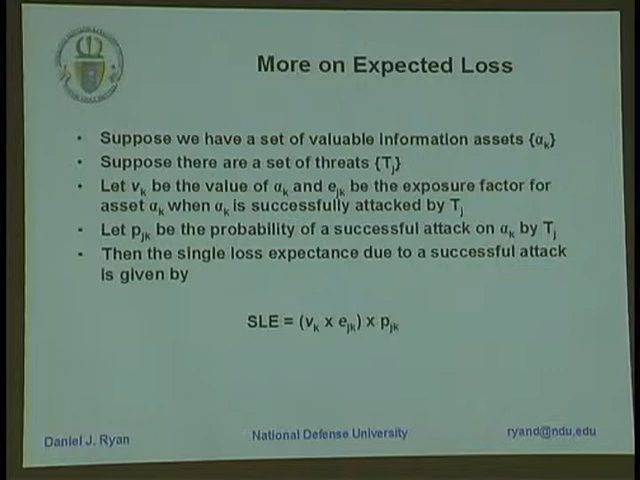 More on Expected Loss
• Suppose we have a set of valuable information assets {αk}
• Suppose there are a set of threats {Tj}
• Let vk be the value of αk and ejk be the exposure factor for
asset αk when αk is successfully attacked by Tj
• Let pjk be the probability of a successful attack on αk by Tj
• Then the single loss expectance due to a successful attack
is given by
SLE = (vk x ejk) x pjk
Daniel J. Ryan
National Defense University
ryand@ndu.edu